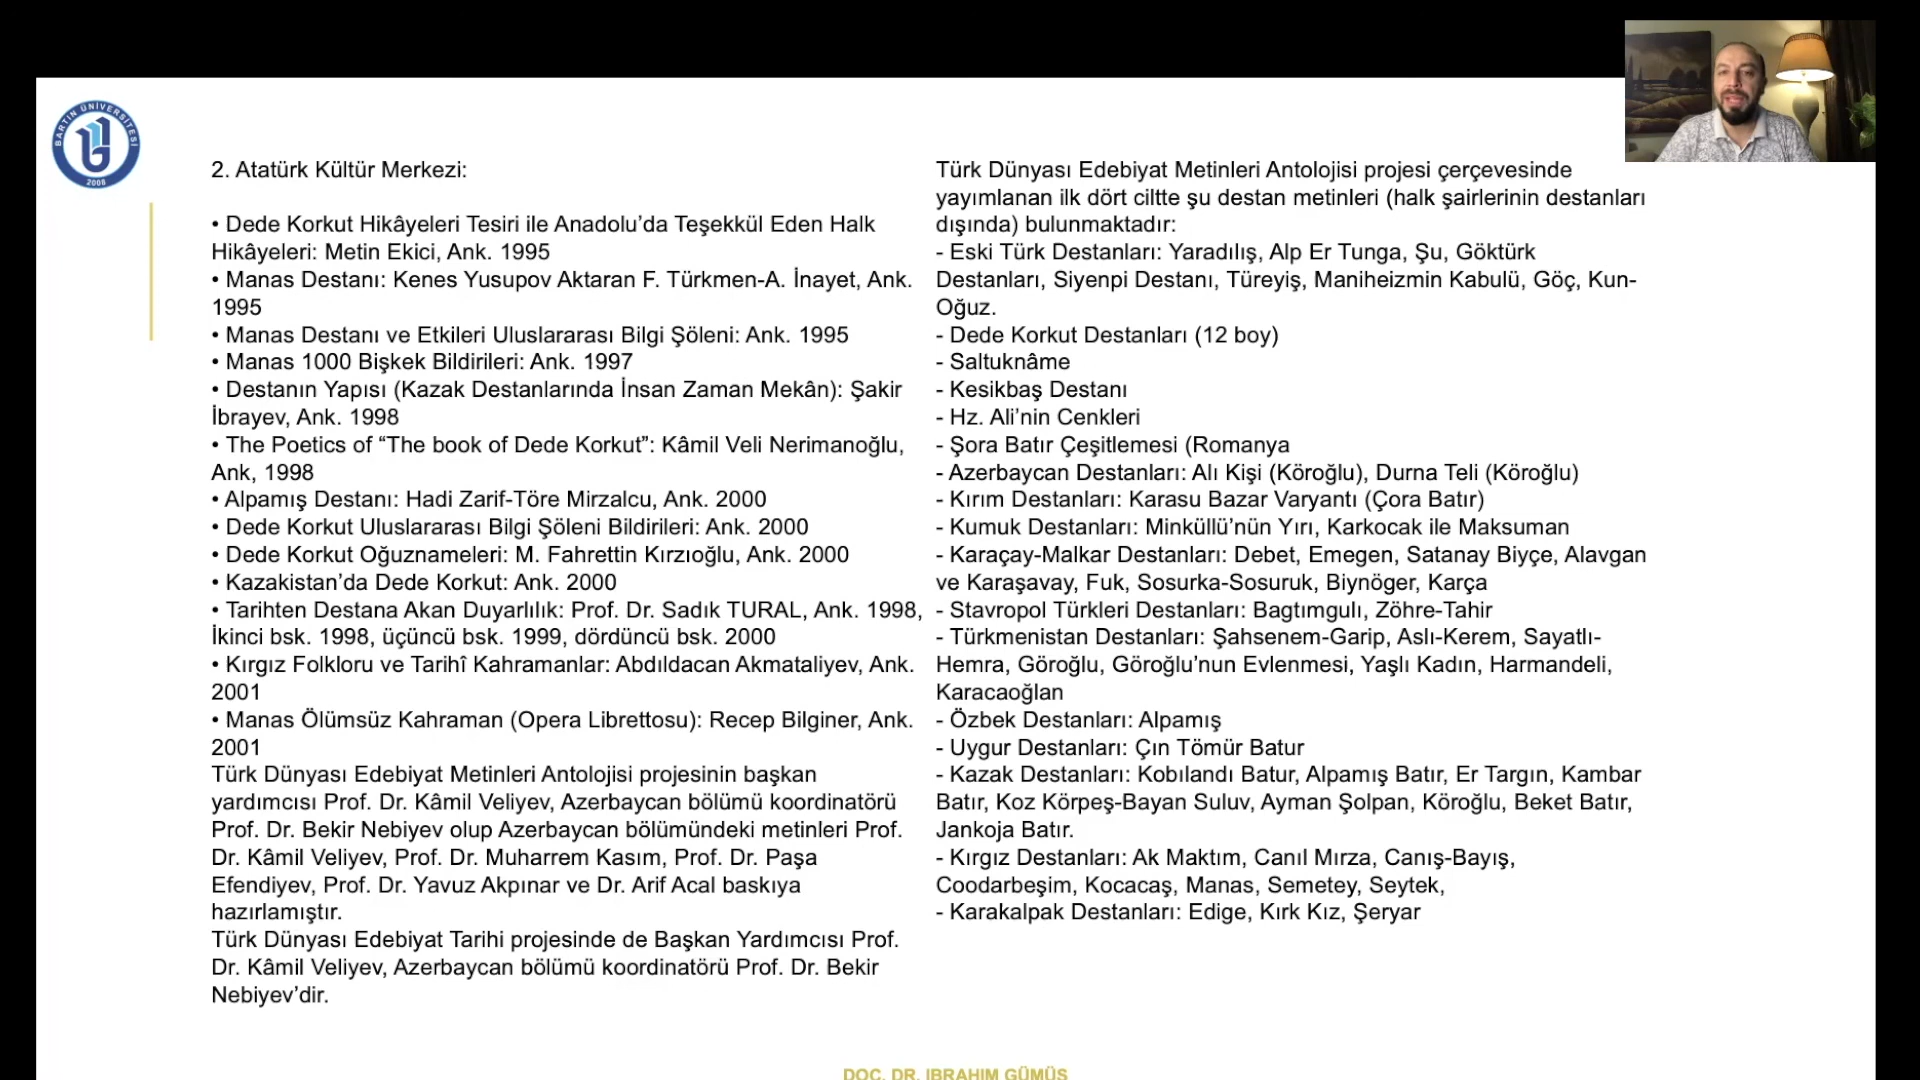 BARTIN ÜNİVERSİTESİ
2008
2. Atatürk Kültür Merkezi:
• Dede Korkut Hikâyeleri Tesiri ile Anadolu’da Teşekkül Eden Halk
Hikâyeleri: Metin Ekici, Ank. 1995
• Manas Destanı: Kenes Yusupov Aktaran F. Türkmen-A. İnayet, Ank.
1995
• Manas Destanı ve Etkileri Uluslararası Bilgi Şöleni: Ank. 1995
• Manas 1000 Bişkek Bildirileri: Ank. 1997
• Destanın Yapısı (Kazak Destanlarında İnsan Zaman Mekân): Şakir
İbrayev, Ank. 1998
• The Poetics of “The book of Dede Korkut”: Kâmil Veli Nerimanoğlu,
Ank, 1998
• Alpamış Destanı: Hadi Zarif-Töre Mirzalcu, Ank. 2000
• Dede Korkut Uluslararası Bilgi Şöleni Bildirileri: Ank. 2000
• Dede Korkut Oğuznameleri: M. Fahrettin Kırzıoğlu, Ank. 2000
• Kazakistan’da Dede Korkut: Ank. 2000
• Tarihten Destana Akan Duyarlılık: Prof. Dr. Sadık TURAL, Ank. 1998,
İkinci bsk. 1998, üçüncü bsk. 1999, dördüncü bsk. 2000
• Kırgız Folkloru ve Tarihî Kahramanlar: Abdıldacan Akmataliyev, Ank.
2001
• Manas Ölümsüz Kahraman (Opera Librettosu): Recep Bilginer, Ank.
2001
Türk Dünyası Edebiyat Metinleri Antolojisi projesinin başkan
yardımcısı Prof. Dr. Kâmil Veliyev, Azerbaycan bölümü koordinatörü
Prof. Dr. Bekir Nebiyev olup Azerbaycan bölümündeki metinleri Prof.
Dr. Kâmil Veliyev, Prof. Dr. Muharrem Kasım, Prof. Dr. Paşa
Efendiyev, Prof. Dr. Yavuz Akpınar ve Dr. Arif Acal baskıya
hazırlamıştır.
Türk Dünyası Edebiyat Tarihi projesinde de Başkan Yardımcısı Prof.
Dr. Kâmil Veliyev, Azerbaycan bölümü koordinatörü Prof. Dr. Bekir
Nebiyev’dir.
Türk Dünyası Edebiyat Metinleri Antolojisi projesi çerçevesinde
yayımlanan ilk dört ciltte şu destan metinleri (halk şairlerinin destanları
dışında) bulunmaktadır:
- Eski Türk Destanları: Yaradılış, Alp Er Tunga, Şu, Göktürk
Destanları, Siyenpi Destanı, Türeyiş, Maniheizmin Kabulü, Göç, Kun-
Oğuz.
- Dede Korkut Destanları (12 boy)
- Saltuknâme
- Kesikbaş Destanı
- Hz. Ali’nin Cenkleri
- Şora Batır Çeşitlemesi (Romanya
- Azerbaycan Destanları: Alı Kişi (Köroğlu), Durna Teli (Köroğlu)
- Kırım Destanları: Karasu Bazar Varyantı (Çora Batır)
- Kumuk Destanları: Minküllü’nün Yırı, Karkocak ile Maksuman
- Karaçay-Malkar Destanları: Debet, Emegen, Satanay Biyçe, Alavgan
ve Karaşavay, Fuk, Sosurka-Sosuruk, Biynöger, Karça
- Stavropol Türkleri Destanları: Bagtımgulı, Zöhre-Tahir
- Türkmenistan Destanları: Şahsenem-Garip, Aslı-Kerem, Sayatlı-
Hemra, Göroğlu, Göroğlu’nun Evlenmesi, Yaşlı Kadın, Harmandeli,
Karacaoğlan
- Özbek Destanları: Alpamış
- Uygur Destanları: Çın Tömür Batur
- Kazak Destanları: Kobılandı Batur, Alpamış Batır, Er Targın, Kambar
Batır, Koz Körpeş-Bayan Suluv, Ayman Şolpan, Köroğlu, Beket Batır,
Jankoja Batır.
- Kırgız Destanları: Ak Maktım, Canıl Mırza, Canış-Bayış,
Coodarbeşim, Kocacaş, Manas, Semetey, Seytek,
- Karakalpak Destanları: Edige, Kırk Kız, Şeryar
DOÇ. DR. IBRAHIM GÜMÜŞ